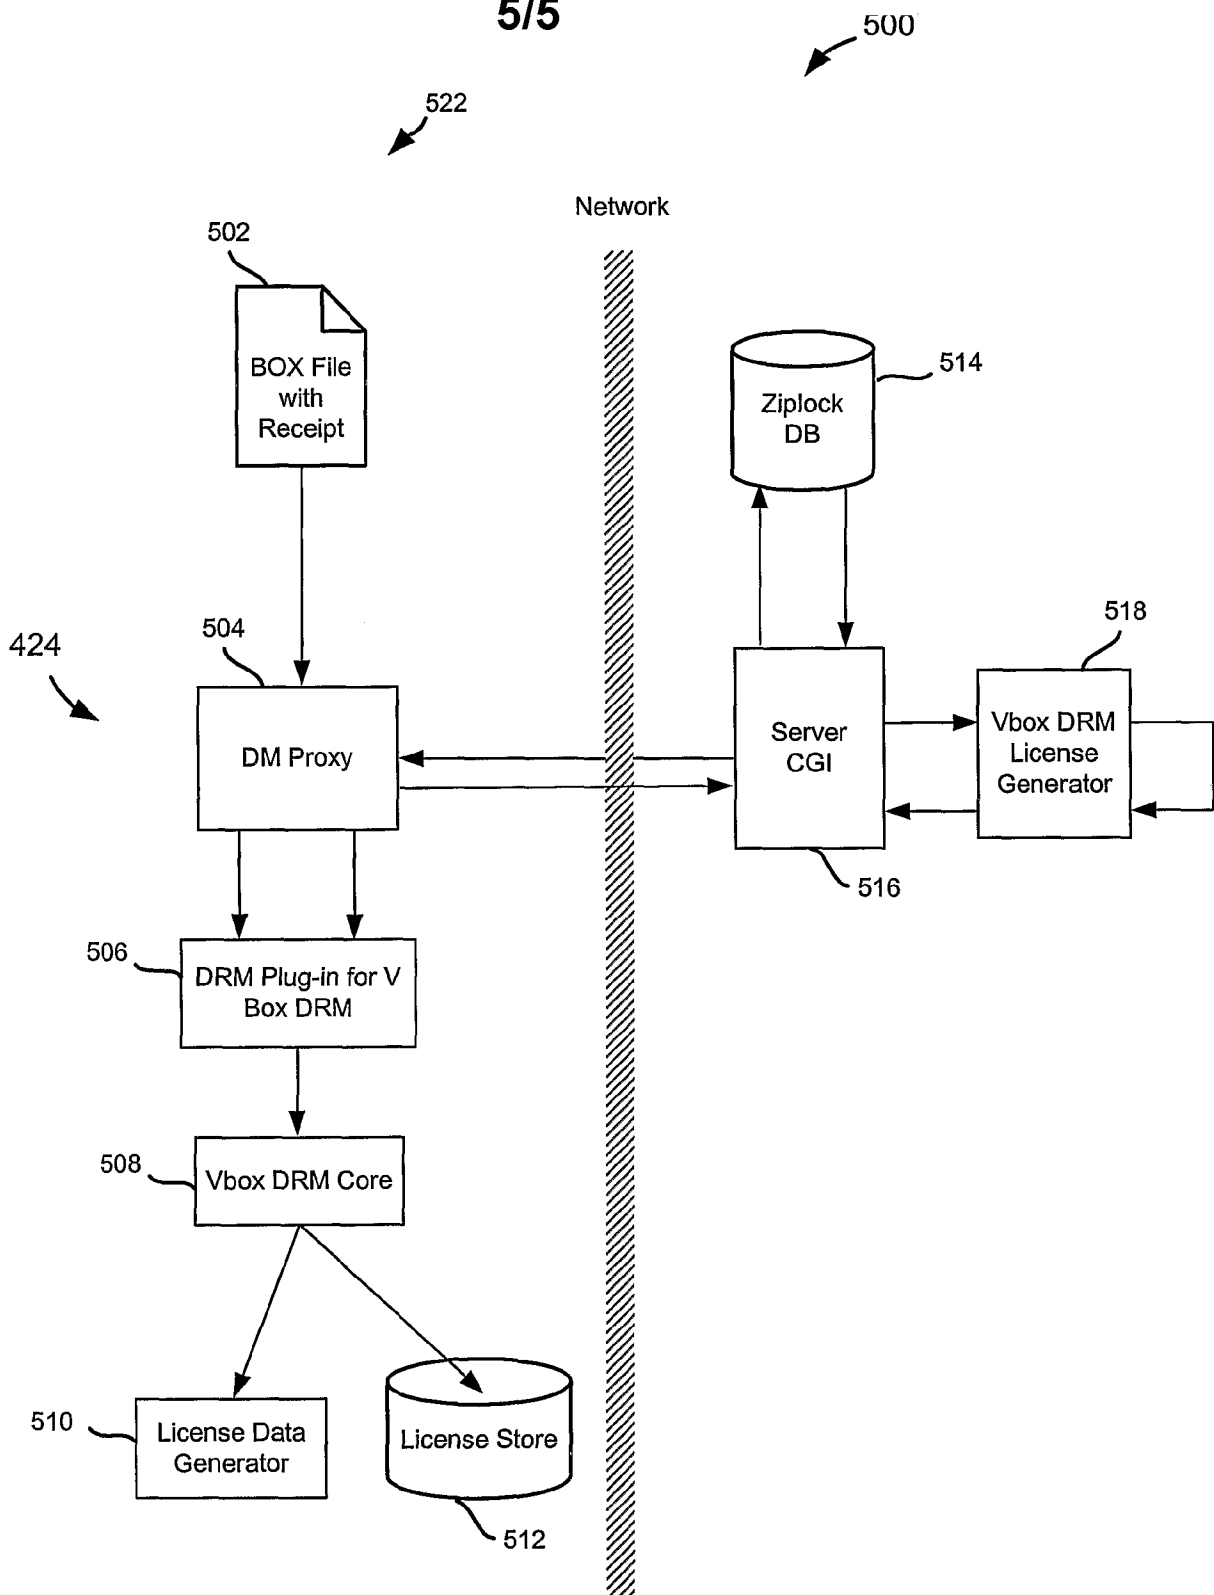 5/5
500
522
Network
502
BOX File
with
Receipt
514
Ziplock
DB
424
504
DM Proxy
518
Server
CGI
Vbox DRM
License
Generator
516
506
DRM Plug-in for V
Box DRM
508
Vbox DRM Core
510
License Data
Generator
License Store
512